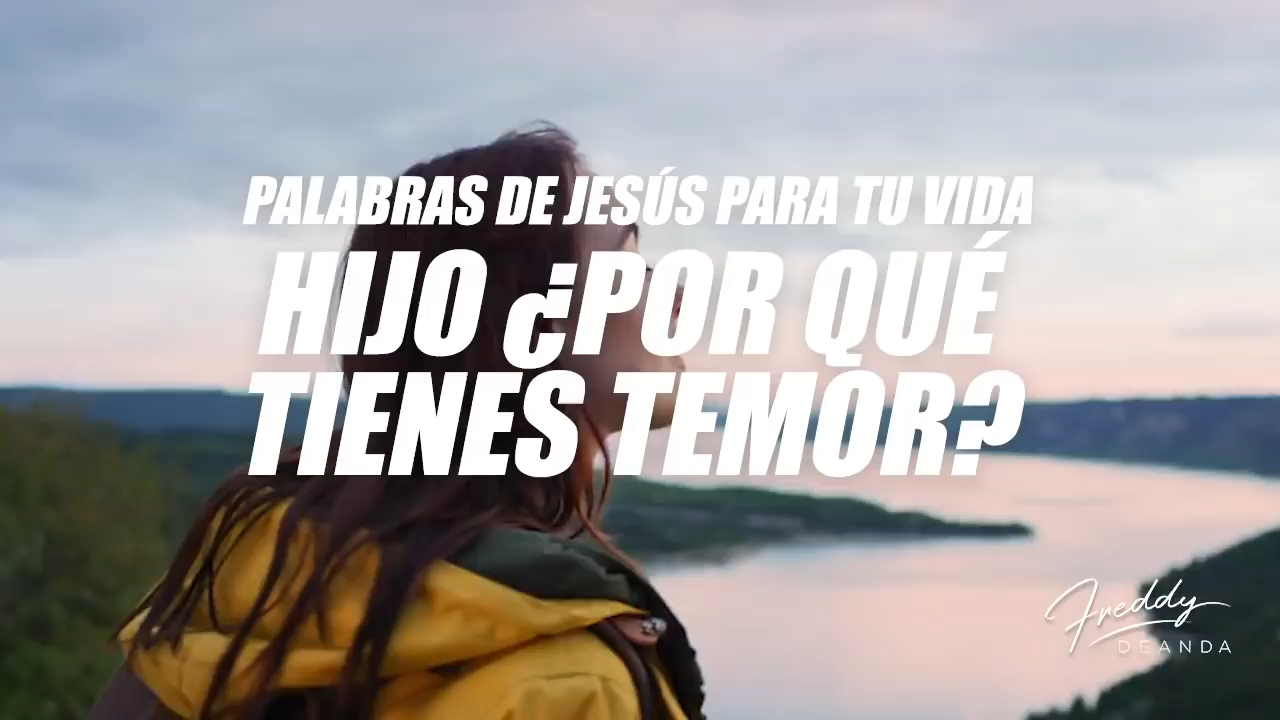 PALABRAS DE JESÚS PARA TU VIDA
HIJO ¿POR QUÉ
TIENES TEMOR?
Freddy
DEANDA